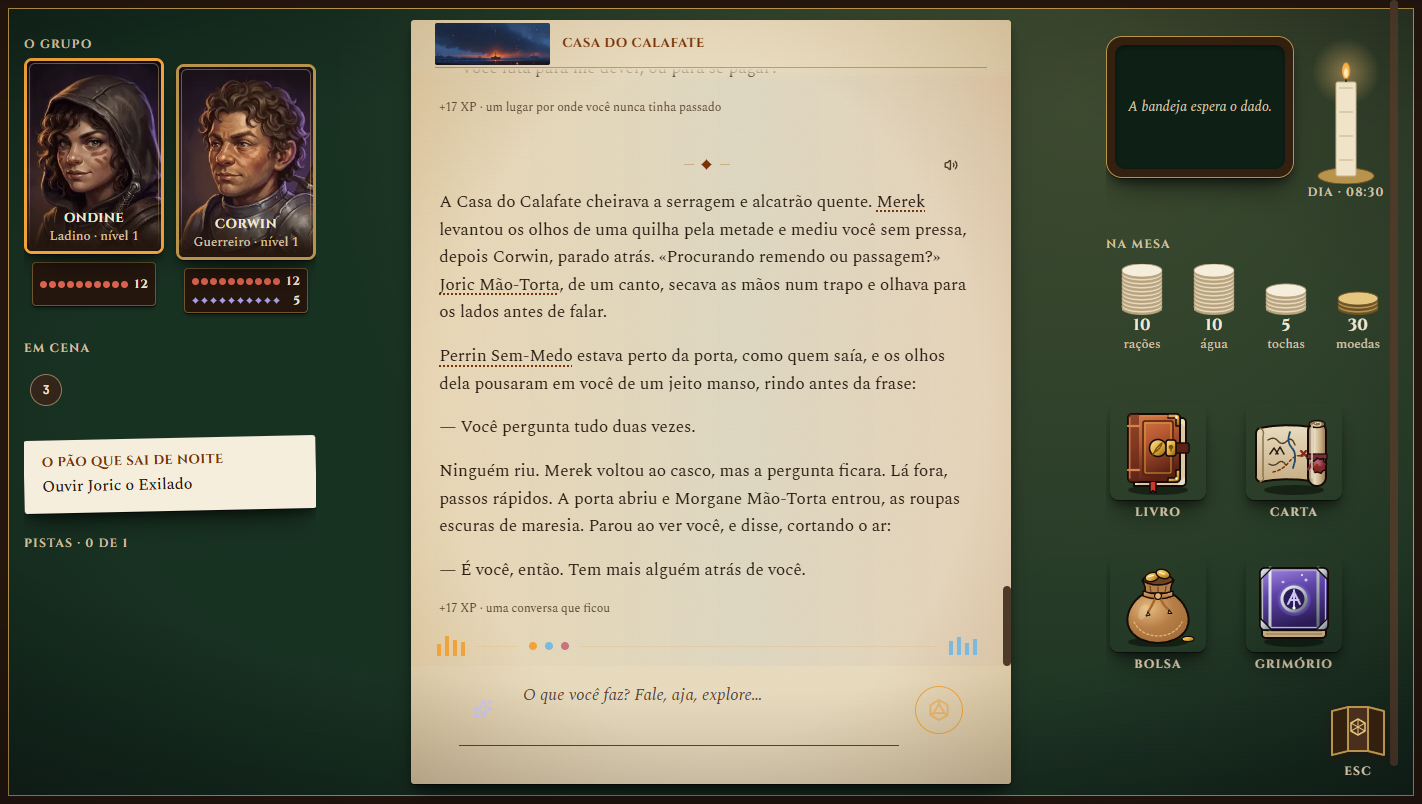 O GRUPO
ONDINE
Ladino · nível 1
12
CORWIN
Guerreiro · nível 1
12
5
EM CENA
3
O PÃO QUE SAI DE NOITE
Ouvir Joric o Exilado
PISTAS · 0 DE 1
CASA DO CALAFATE
Você luta para me dever, ou para se pagar?
+17 XP · um lugar por onde você nunca tinha passado
A Casa do Calafate cheirava a serragem e alcatrão quente. Merek
levantou os olhos de uma quilha pela metade e mediu você sem pressa,
depois Corwin, parado atrás. «Procurando remendo ou passagem?»
Joric Mão-Torta, de um canto, secava as mãos num trapo e olhava para
os lados antes de falar.
Perrin Sem-Medo estava perto da porta, como quem saía, e os olhos
dela pousaram em você de um jeito manso, rindo antes da frase:
— Você pergunta tudo duas vezes.
Ninguém riu. Merek voltou ao casco, mas a pergunta ficara. Lá fora,
passos rápidos. A porta abriu e Morgane Mão-Torta entrou, as roupas
escuras de maresia. Parou ao ver você, e disse, cortando o ar:
— É você, então. Tem mais alguém atrás de você.
+17 XP · uma conversa que ficou
O que você faz? Fale, aja, explore…
A bandeja espera o dado.
DIA · 08:30
NA MESA
10
rações
10
água
5
tochas
30
moedas
LIVRO
CARTA
BOLSA
GRIMÓRIO
ESC